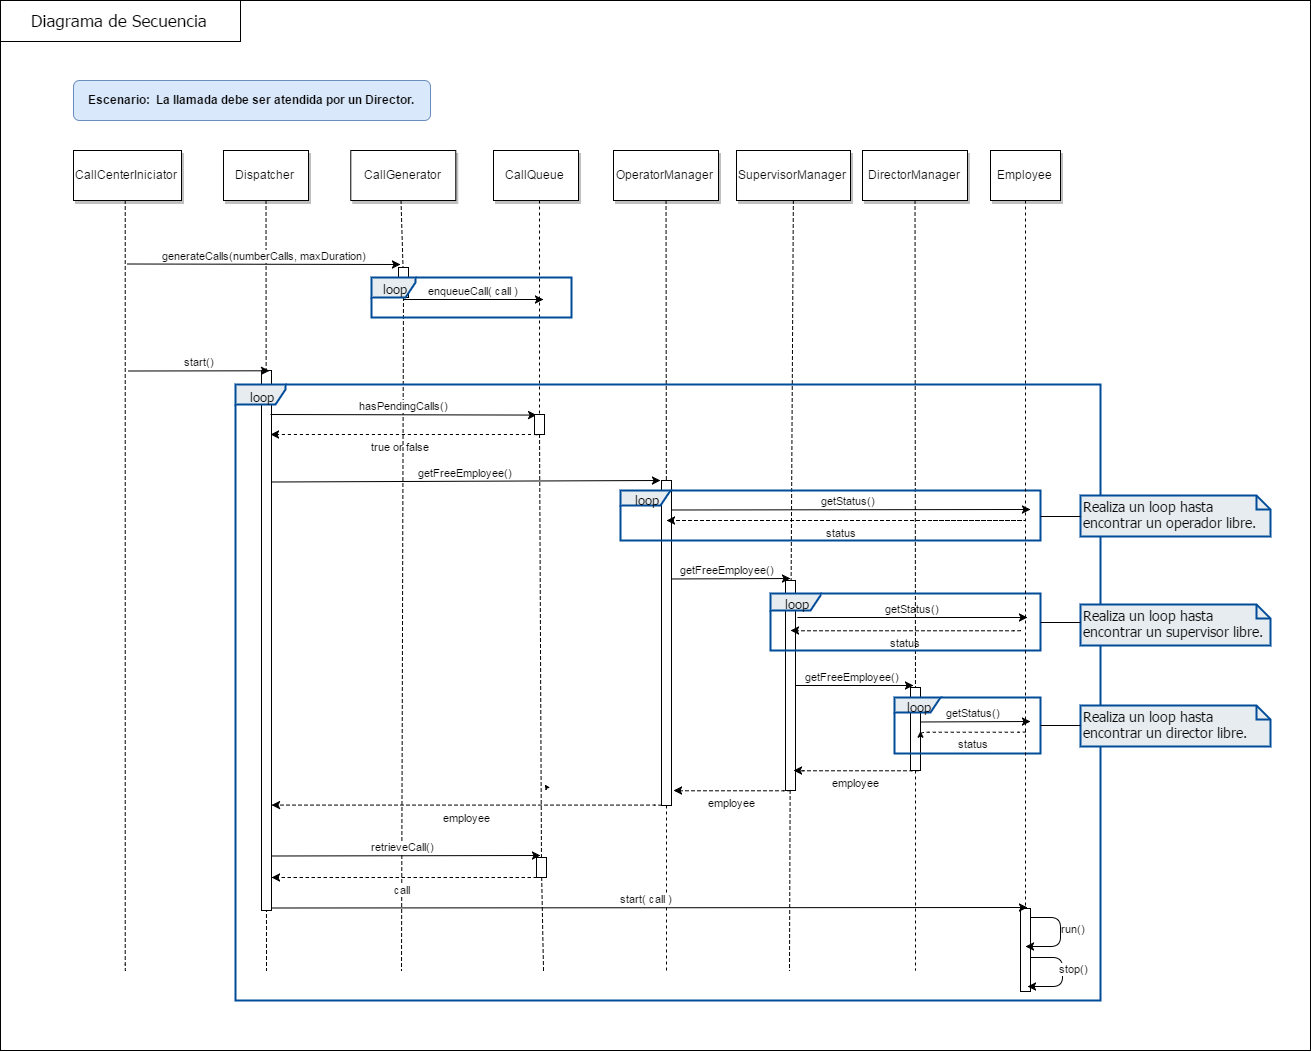 Diagrama de Secuencia
Escenario:  La llamada debe ser atendida por un Director.
CallCenterIniciator
Dispatcher
CallGenerator
CallQueue
OperatorManager
SupervisorManager
DirectorManager
Employee
generateCalls(numberCalls, maxDuration)
loop
enqueueCall( call )
start()
loop
hasPendingCalls()
true or false
getFreeEmployee()
loop
getStatus()
status
Realiza un loop hasta
encontrar un operador libre.
getFreeEmployee()
loop
getStatus()
status
Realiza un loop hasta
encontrar un supervisor libre.
getFreeEmployee()
loop
getStatus()
status
Realiza un loop hasta
encontrar un director libre.
employee
employee
employee
retrieveCall()
call
start( call )
run()
stop()